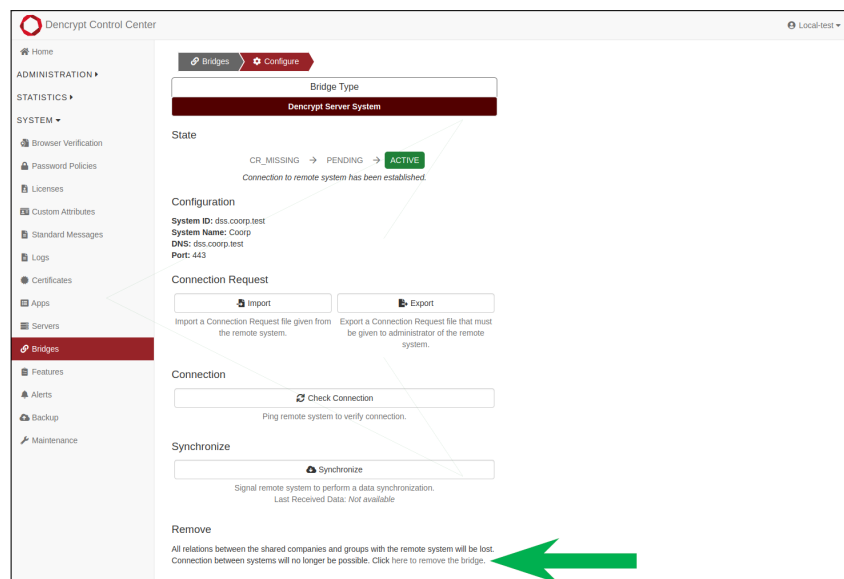 Dencrypt Control Center
Local-test
Home
ADMINISTRATION
STATISTICS
SYSTEM
Browser Verification
Password Policies
Licenses
Custom Attributes
Standard Messages
Logs
Certificates
Apps
Servers
Bridges
Features
Alerts
Backup
Maintenance
Bridges
Configure
Bridge Type
Dencrypt Server System
State
CR_MISSING → PENDING → ACTIVE
Connection to remote system has been established.
Configuration
System ID: dss.coorp.test
System Name: Coorp
DNS: dss.coorp.test
Port: 443
Connection Request
Import
Import a Connection Request file given from
the remote system.
Export
Export a Connection Request file that must
be given to administrator of the remote
system.
Connection
Check Connection
Ping remote system to verify connection.
Synchronize
Synchronize
Signal remote system to perform a data synchronization.
Last Received Data: Not available
Remove
All relations between the shared companies and groups with the remote system will be lost.
Connection between systems will no longer be possible. Click here to remove the bridge.